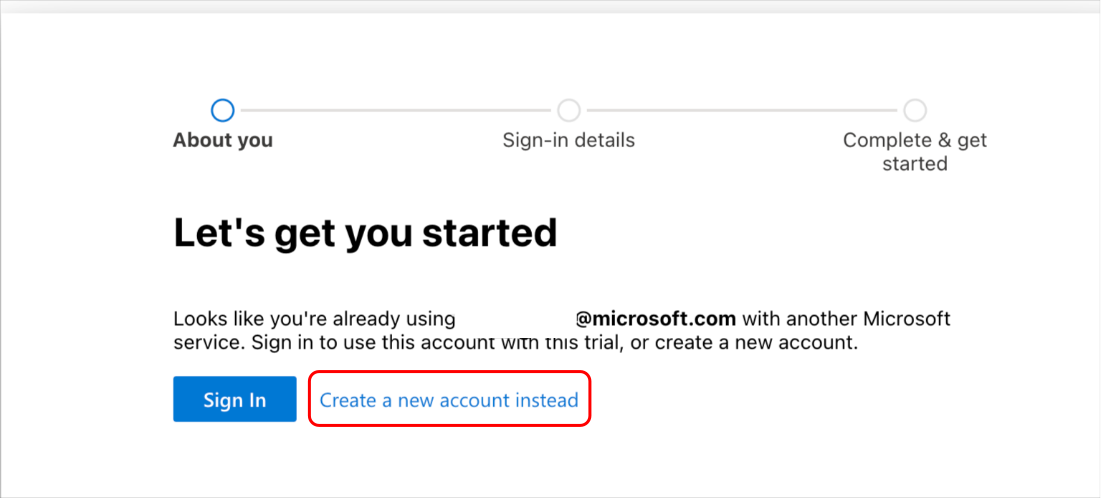 About you
Sign-in details
Complete & get
started
Let's get you started
Looks like you're already using @microsoft.com with another Microsoft
service. Sign in to use this account with this trial, or create a new account.
Sign In
Create a new account instead